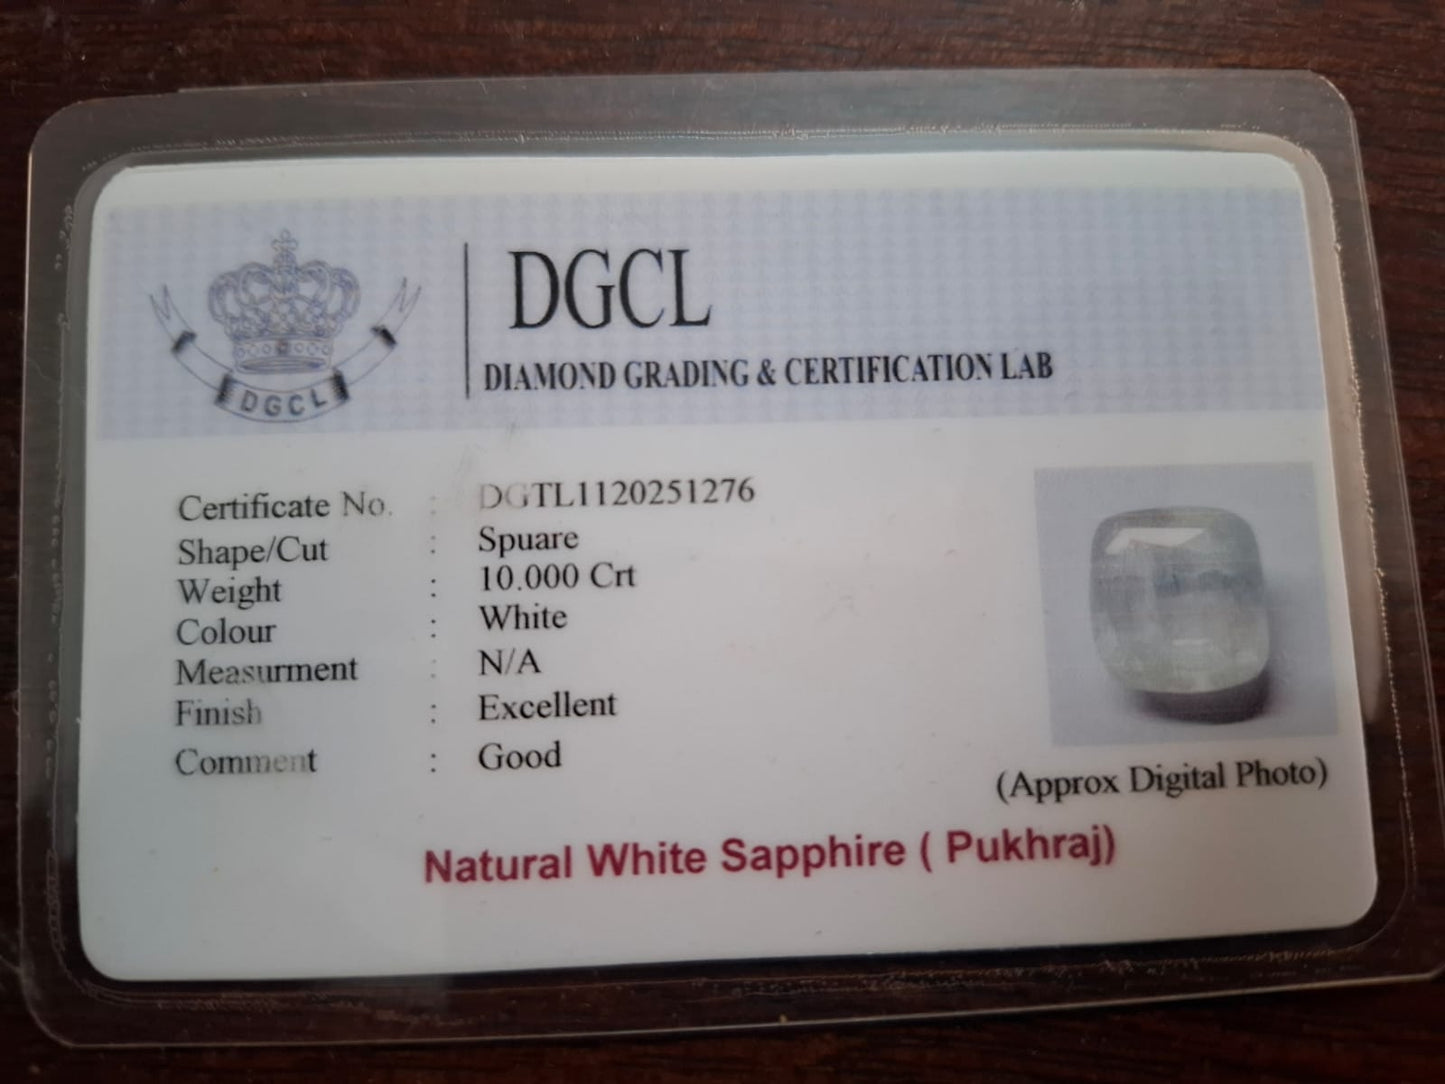 DGCL
DGCL
DIAMOND GRADING & CERTIFICATION LAB
Certificate No. : DGTL1120251276
Shape/Cut : Spuare
Weight : 10.000 Crt
Colour : White
Measurment : N/A
Finish : Excellent
Comment : Good
(Approx Digital Photo)
Natural White Sapphire ( Pukhraj)